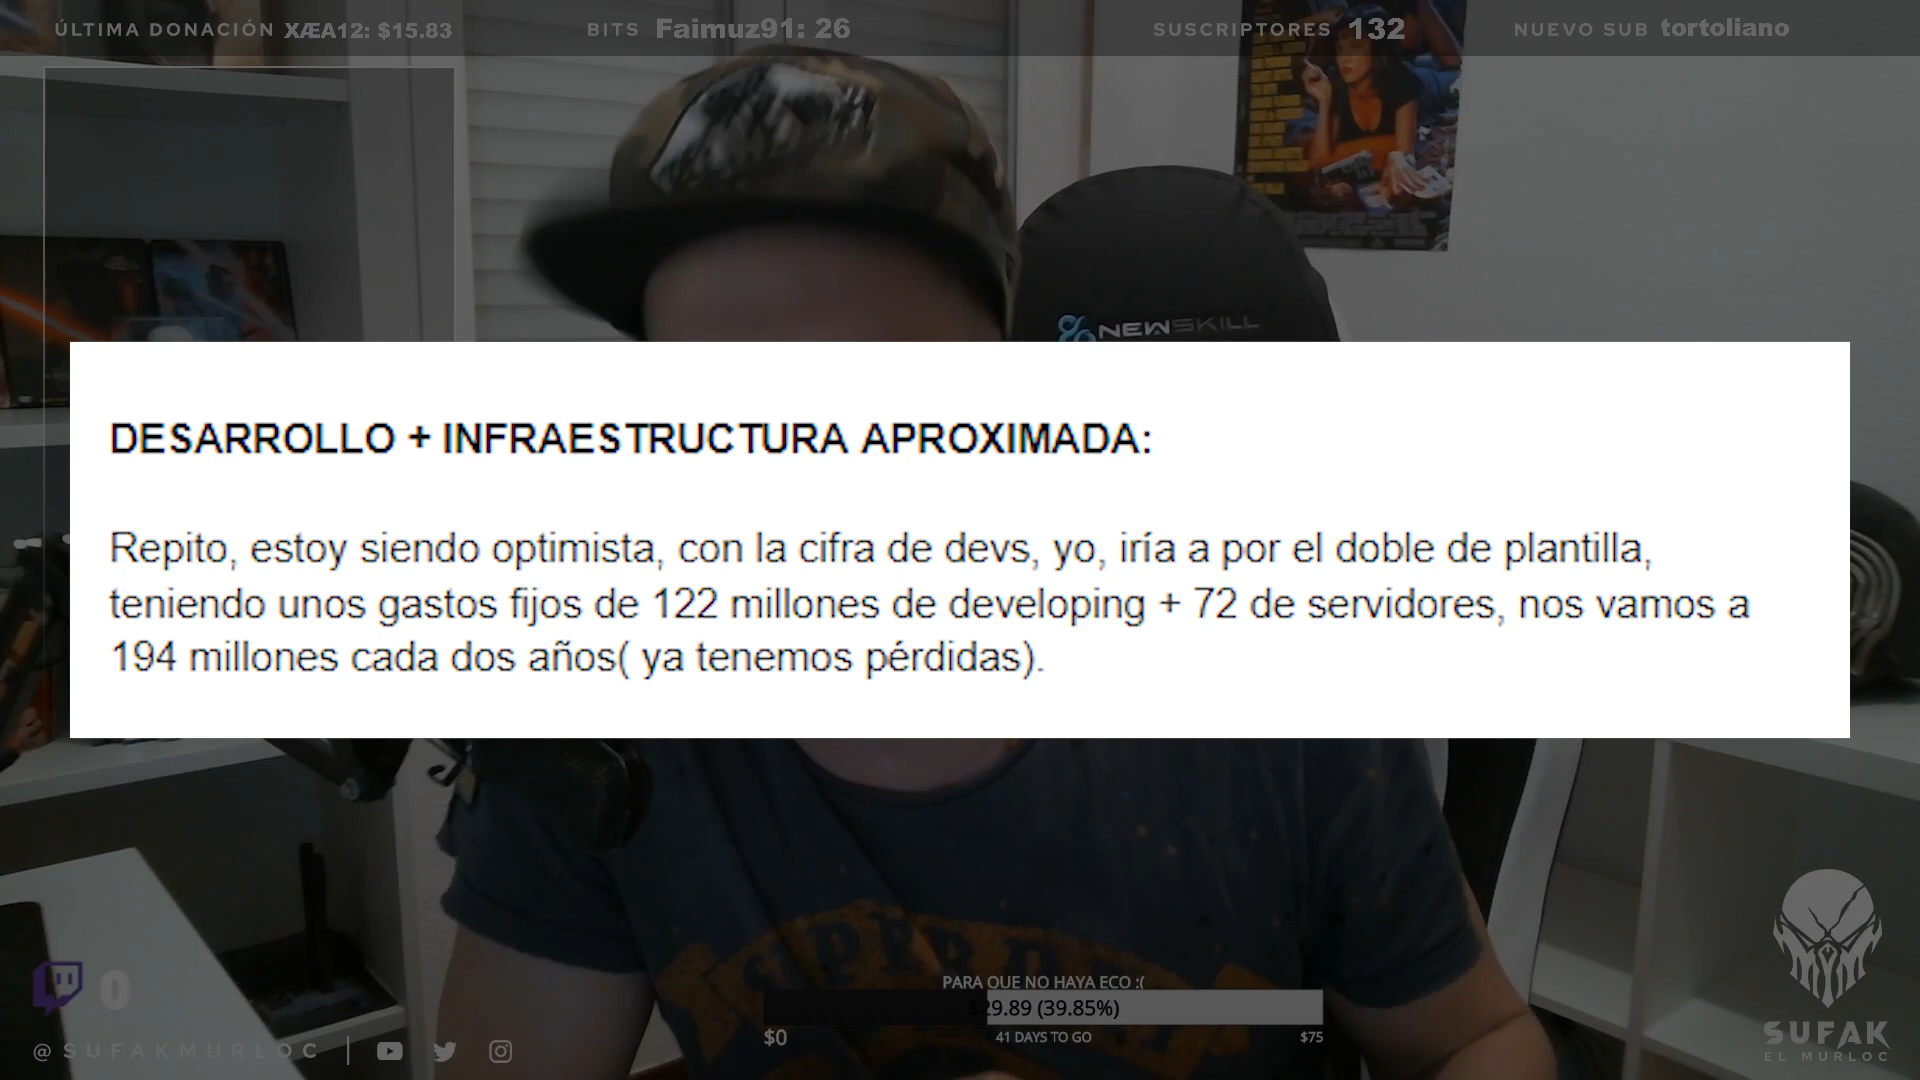 ÚLTIMA DONACIÓN XÆA12: $15.83 BITS Faimuz91: 26 SUSCRIPTORES 132 NUEVO SUB tortoliano
NEWSKILL
DESARROLLO + INFRAESTRUCTURA APROXIMADA:
Repito, estoy siendo optimista, con la cifra de devs, yo, iría a por el doble de plantilla,
teniendo unos gastos fijos de 122 millones de developing + 72 de servidores, nos vamos a
194 millones cada dos años( ya tenemos pérdidas).
0
PARA QUE NO HAYA ECO :(
$29.89 (39.85%)
$0 41 DAYS TO GO $75
@SUFAKMURLOC
SUFAK
EL MURLOC